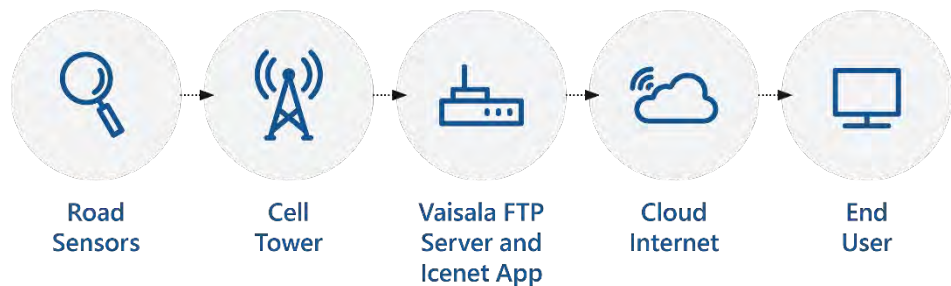 Road
Sensors
Cell
Tower
Vaisala FTP
Server and
Icenet App
Cloud
Internet
End
User